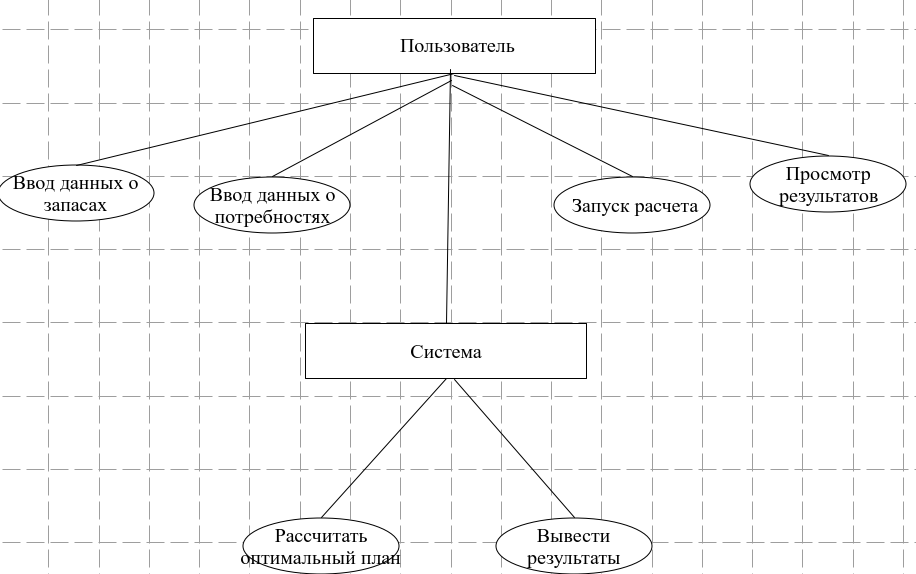 Пользователь
Ввод данных о
запасах
Ввод данных о
потребностях
Запуск расчета
Просмотр
результатов
Система
Рассчитать
оптимальный план
Вывести
результаты